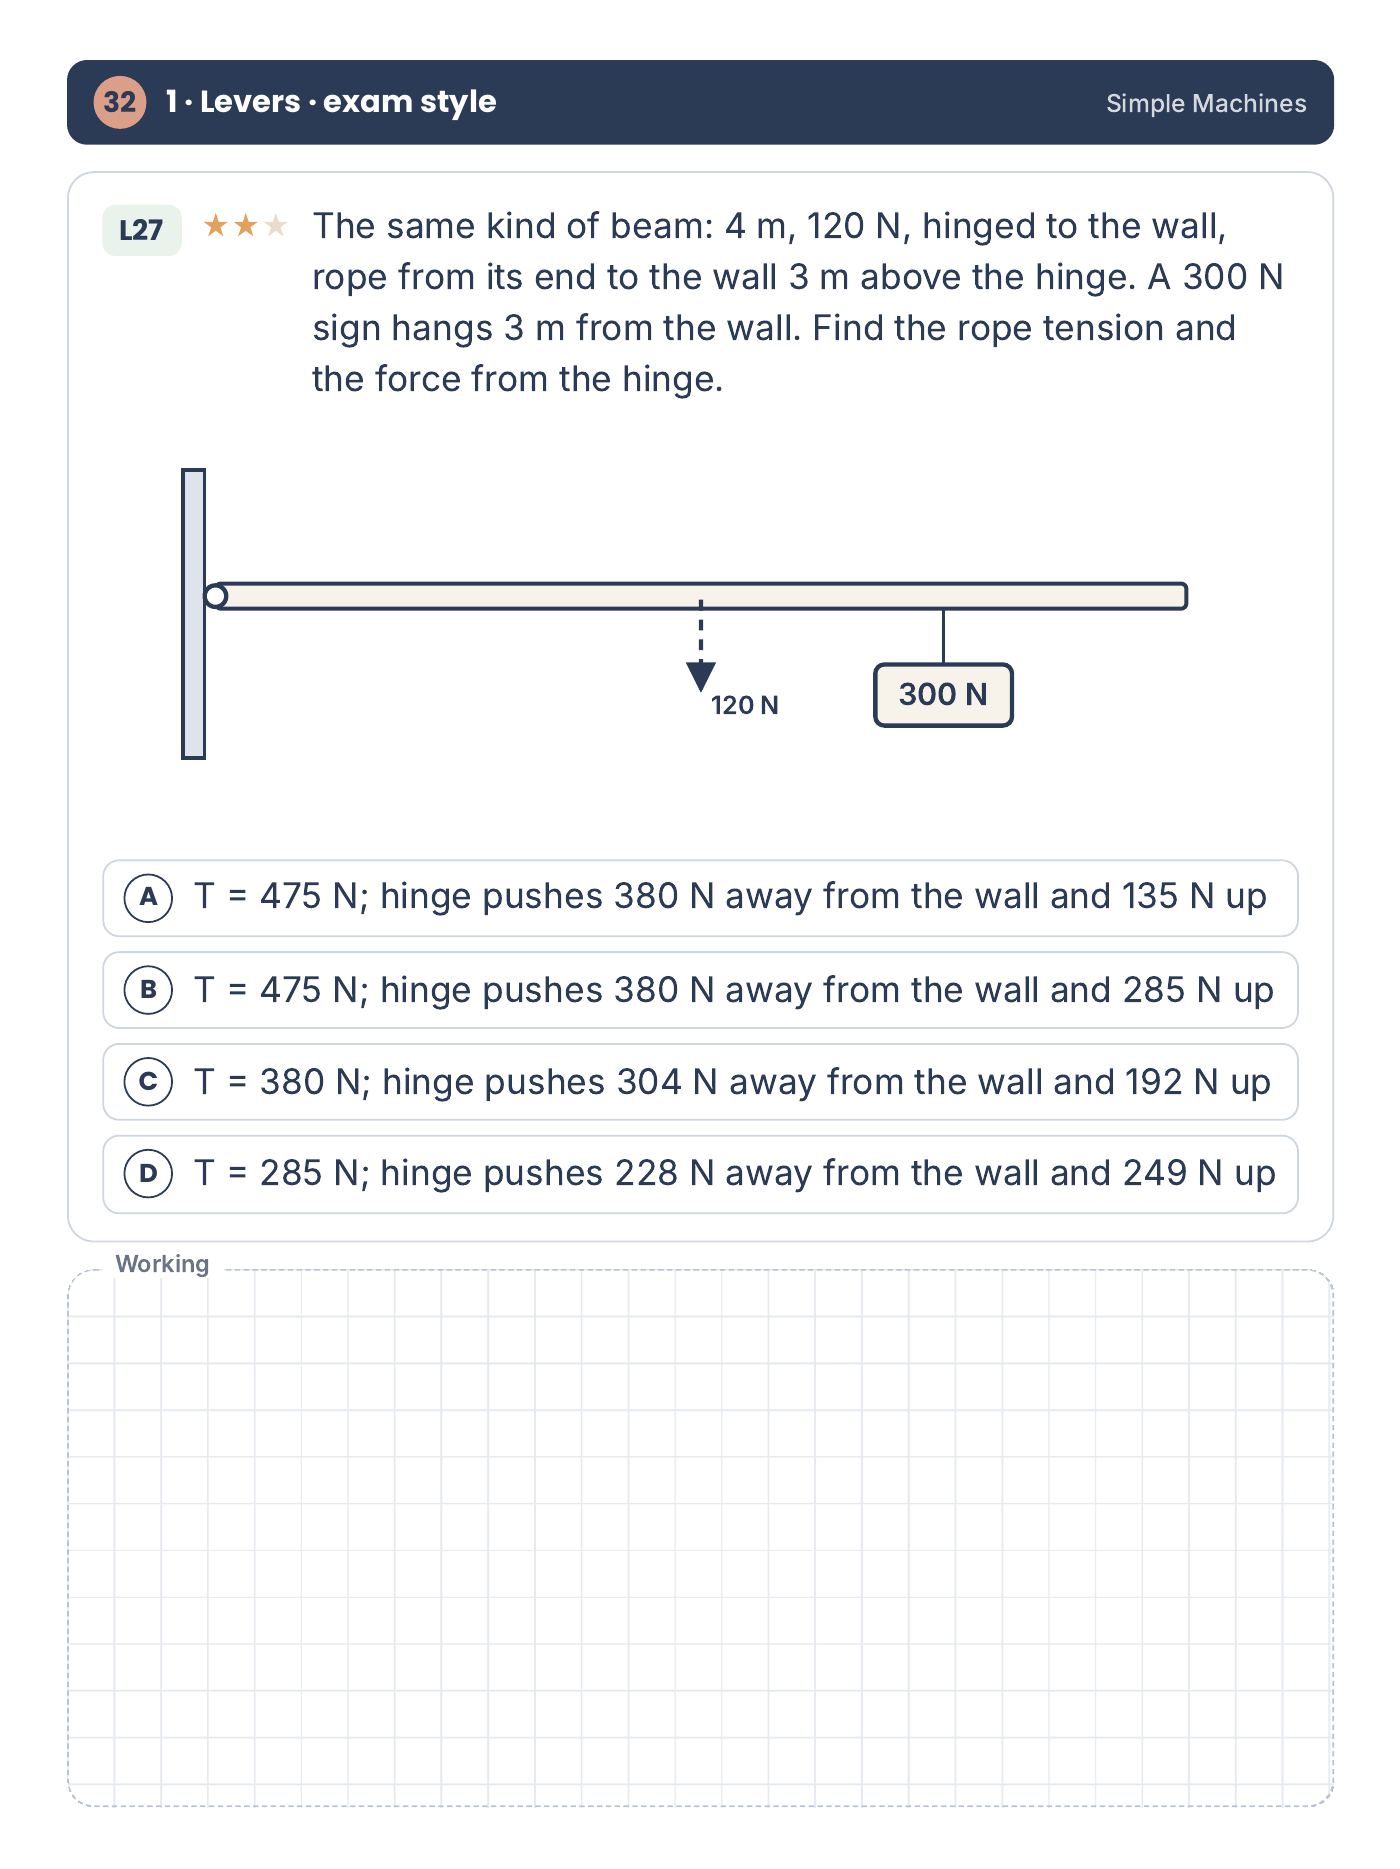 32 1 · Levers · exam style Simple Machines
L27 ★★★ The same kind of beam: 4 m, 120 N, hinged to the wall,
rope from its end to the wall 3 m above the hinge. A 300 N
sign hangs 3 m from the wall. Find the rope tension and
the force from the hinge.
120 N
300 N
A T = 475 N; hinge pushes 380 N away from the wall and 135 N up
B T = 475 N; hinge pushes 380 N away from the wall and 285 N up
C T = 380 N; hinge pushes 304 N away from the wall and 192 N up
D T = 285 N; hinge pushes 228 N away from the wall and 249 N up
Working